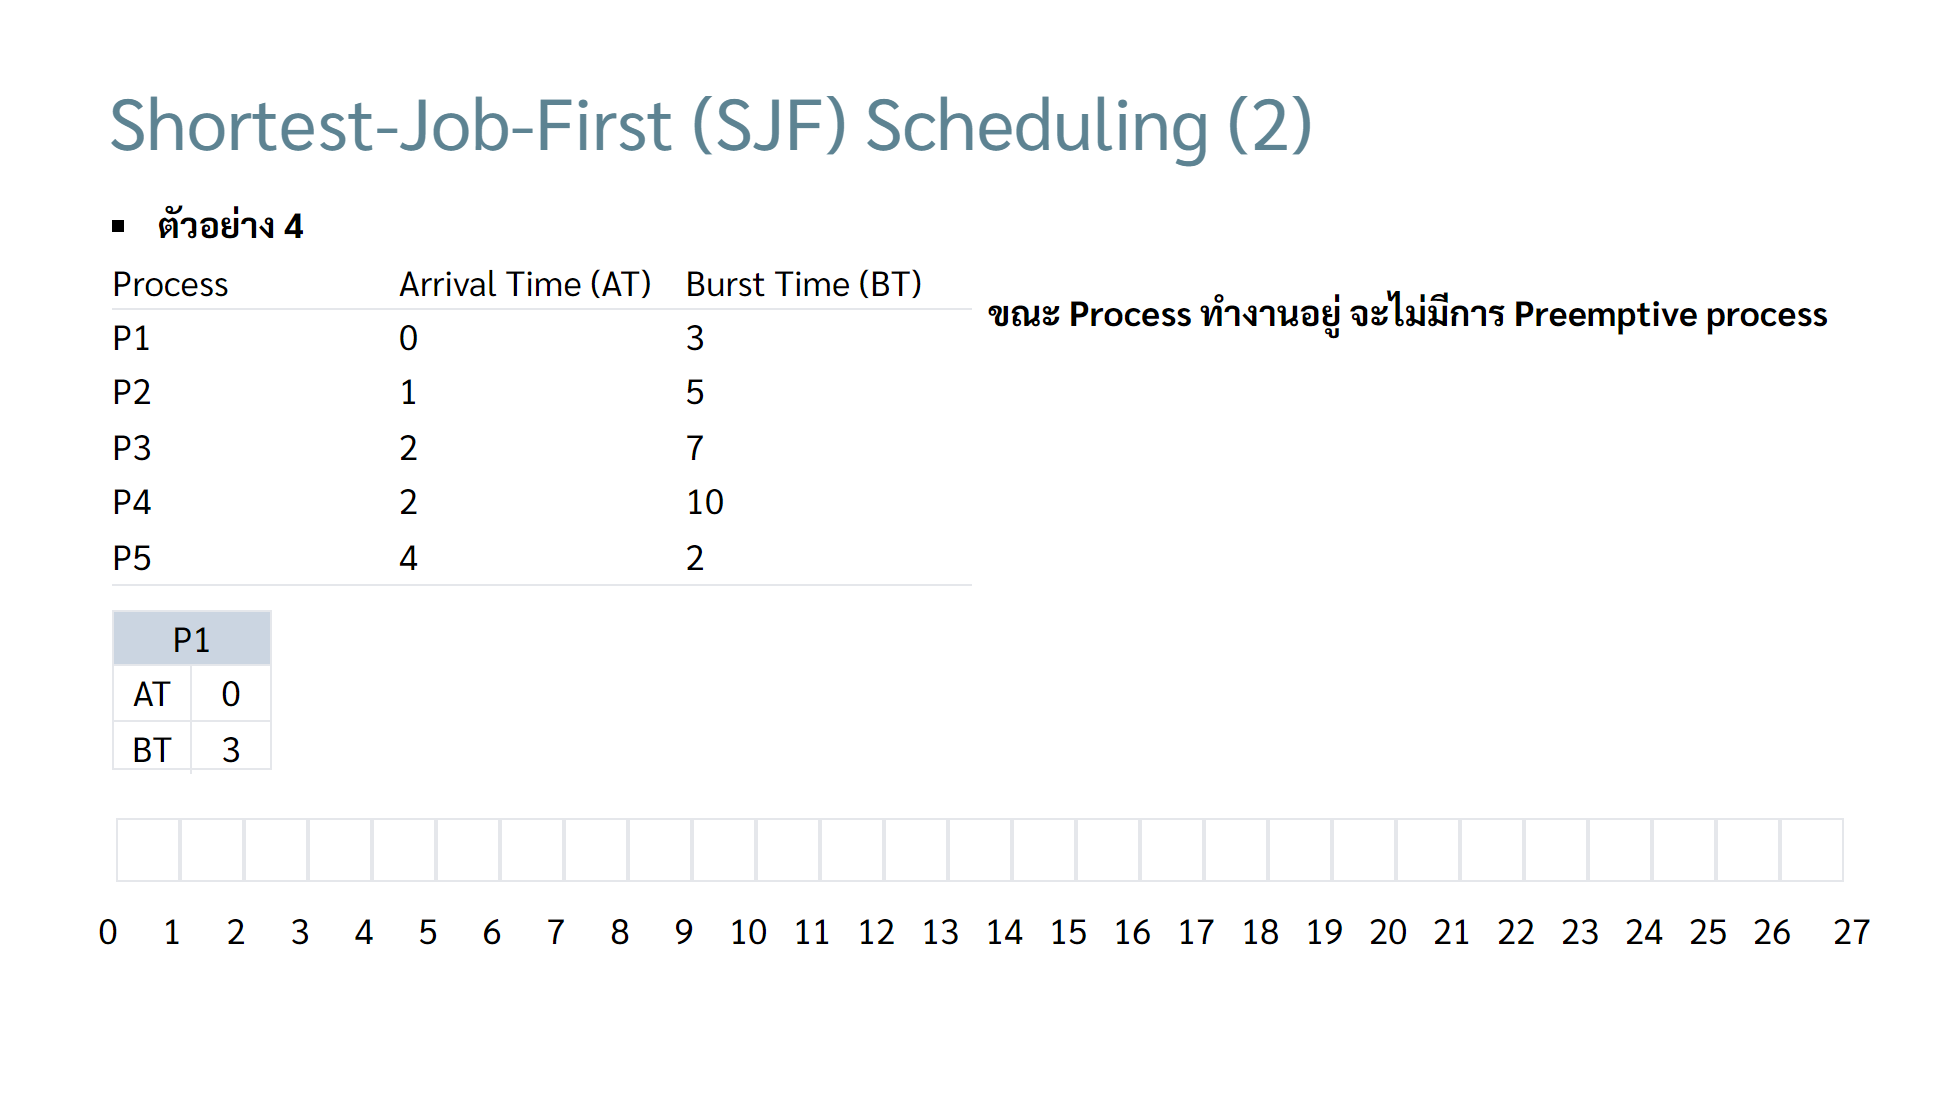 Shortest-Job-First (SJF) Scheduling (2)
▪ ตัวอย่าง 4
Process Arrival Time (AT) Burst Time (BT)
ขณะ Process ทำงานอยู่ จะไม่มีการ Preemptive process
P1 0 3
P2 1 5
P3 2 7
P4 2 10
P5 4 2
P1
AT 0
BT 3
0 1 2 3 4 5 6 7 8 9 10 11 12 13 14 15 16 17 18 19 20 21 22 23 24 25 26 27